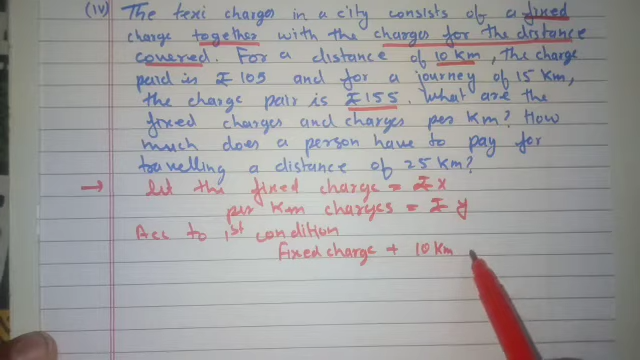 (iv) The texi charges in a city consists of a fixed
charge together with the charges for the distance
covered. For a distance of 10 km, the charge
paid is ₹ 105 and for a journey of 15 km,
the charge pair is ₹ 155. What are the
fixed charges and charges per km? How
much does a person have to pay for
travelling a distance of 25 km?
→ let the fixed charge = ₹ x
per km charges = ₹ y
Acc to 1st condition
fixed charge + 10 km